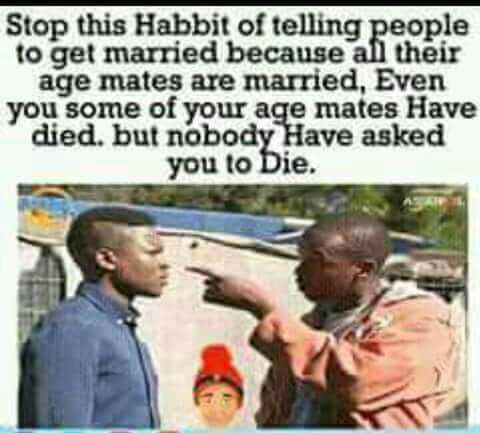 Stop this Habbit of telling people
to get married because all their
age mates are married, Even
you some of your age mates Have
died. but nobody Have asked
you to Die.